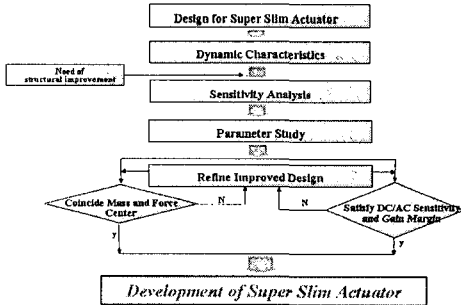 Design for Super Slim Actuator
Dynamic Characteristics
Need of
structural improvement
Sensitivity Analysis
Parameter Study
Refine Improved Design
Coincide Mass and Force
Center
N
N
Satisfy DC/AC Sensitivity
and Gain Margin
y
y
Development of Super Slim Actuator